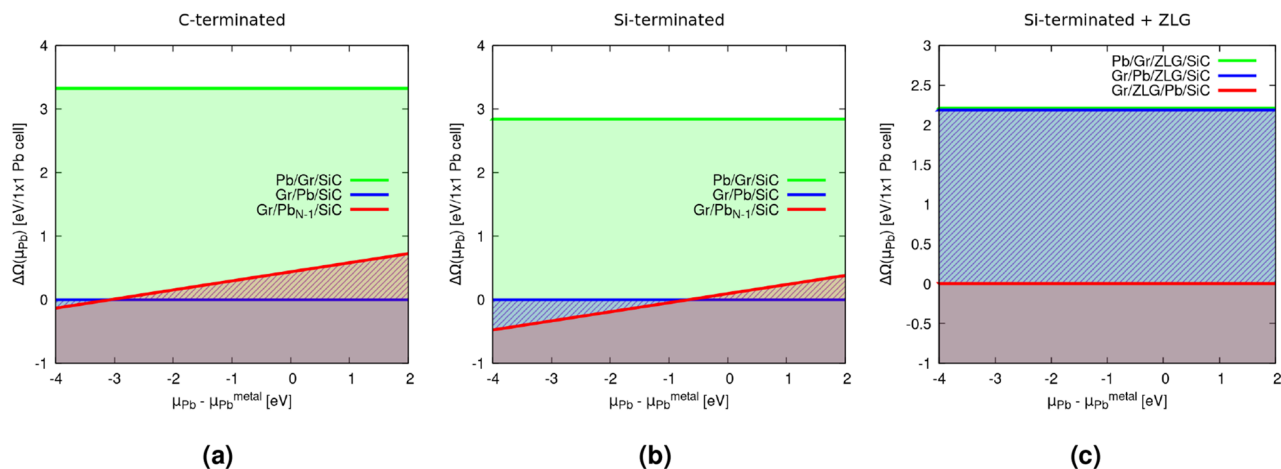 C-terminated
4
3
2
1
0
-1
ΔΩ(μPb) [eV/1x1 Pb cell]
Pb/Gr/SiC
Gr/Pb/SiC
Gr/PbN-1/SiC
-4 -3 -2 -1 0 1 2
μPb - μPbmetal [eV]
(a)
Si-terminated
4
3
2
1
0
-1
ΔΩ(μPb) [eV/1x1 Pb cell]
Pb/Gr/SiC
Gr/Pb/SiC
Gr/PbN-1/SiC
-4 -3 -2 -1 0 1 2
μPb - μPbmetal [eV]
(b)
Si-terminated + ZLG
3
2.5
2
1.5
1
0.5
0
-0.5
-1
ΔΩ(μPb) [eV/1x1 Pb cell]
Pb/Gr/ZLG/SiC
Gr/Pb/ZLG/SiC
Gr/ZLG/Pb/SiC
-4 -3 -2 -1 0 1 2
μPb - μPbmetal [eV]
(c)